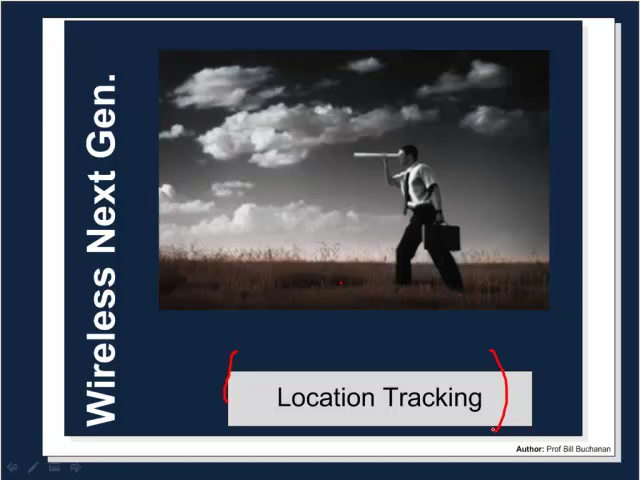 Wireless Next Gen.
Location Tracking
Author: Prof Bill Buchanan